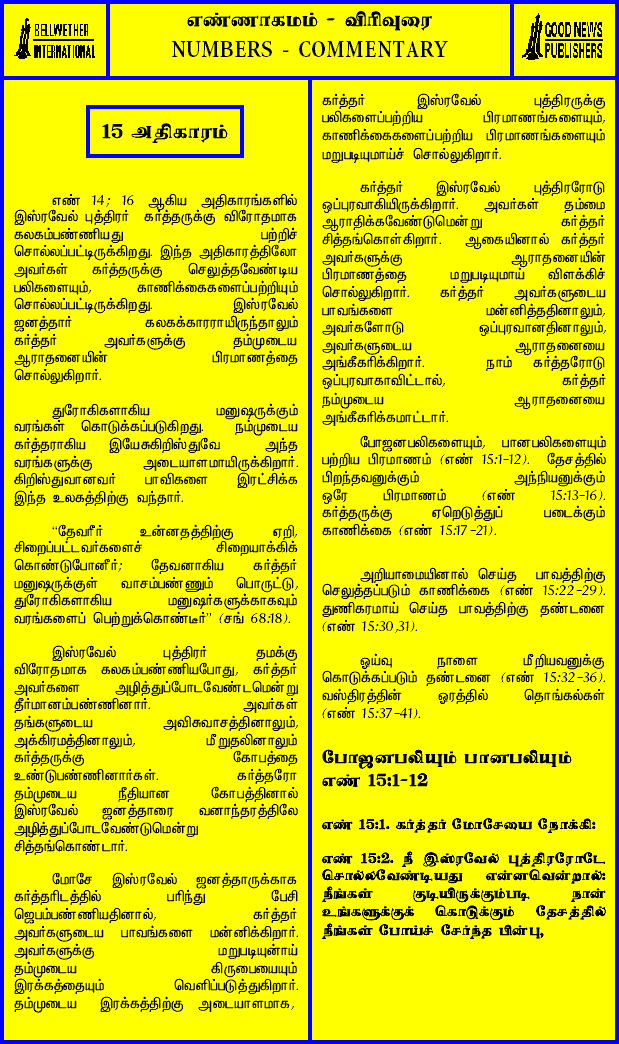 BELLWETHER
INTERNATIONAL
எண்ணாகமம் - விரிவுரை
NUMBERS - COMMENTARY
GOOD NEWS
PUBLISHERS
15 அதிகாரம்
எண் 14; 16 ஆகிய அதிகாரங்களில்
இஸ்ரவேல் புத்திரர் கர்த்தருக்கு விரோதமாக
கலகம்பண்ணியது பற்றிச்
சொல்லப்பட்டிருக்கிறது. இந்த அதிகாரத்திலோ
அவர்கள் கர்த்தருக்கு செலுத்தவேண்டிய
பலிகளையும், காணிக்கைகளைப்பற்றியும்
சொல்லப்பட்டிருக்கிறது. இஸ்ரவேல்
ஜனத்தார் கலகக்காரராயிருந்தாலும்
கர்த்தர் அவர்களுக்கு தம்முடைய
ஆராதனையின் பிரமாணத்தை
சொல்லுகிறார்.
துரோகிகளாகிய மனுஷருக்கும்
வரங்கள் கொடுக்கப்படுகிறது. நம்முடைய
கர்த்தராகிய இயேசுகிறிஸ்துவே அந்த
வரங்களுக்கு அடையாளமாயிருக்கிறார்.
கிறிஸ்துவானவர் பாவிகளை இரட்சிக்க
இந்த உலகத்திற்கு வந்தார்.
"தேவரீர் உன்னதத்திற்கு ஏறி,
சிறைப்பட்டவர்களைச் சிறையாக்கிக்
கொண்டுபோனீர்; தேவனாகிய கர்த்தர்
மனுஷருக்குள் வாசம்பண்ணும் பொருட்டு,
துரோகிகளாகிய மனுஷர்களுக்காகவும்
வரங்களைப் பெற்றுக்கொண்டீர்" (சங் 68:18).
இஸ்ரவேல் புத்திரர் தமக்கு
விரோதமாக கலகம்பண்ணியபோது, கர்த்தர்
அவர்களை அழித்துப்போடவேண்டமென்று
தீர்மானம்பண்ணினார். அவர்கள்
தங்களுடைய அவிசுவாசத்தினாலும்,
அக்கிரமத்தினாலும், மீறுதலினாலும்
கர்த்தருக்கு கோபத்தை
உண்டுபண்ணினார்கள். கர்த்தரோ
தம்முடைய நீதியான கோபத்தினால்
இஸ்ரவேல் ஜனத்தாரை வனாந்தரத்திலே
அழித்துப்போடவேண்டுமென்று
சித்தங்கொண்டார்.
மோசே இஸ்ரவேல் ஜனத்தாருக்காக
கர்த்தரிடத்தில் பரிந்து பேசி
ஜெபம்பண்ணியதினால், கர்த்தர்
அவர்களுடைய பாவங்களை மன்னிக்கிறார்.
அவர்களுக்கு மறுபடியுனாய்
தம்முடைய கிருபையையும்
இரக்கத்தையும் வெளிப்படுத்துகிறார்.
தம்முடைய இரக்கத்திற்கு அடையாளமாக,
கர்த்தர் இஸ்ரவேல் புத்திரருக்கு
பலிகளைப்பற்றிய பிரமாணங்களையும்,
காணிக்கைகளைப்பற்றிய பிரமாணங்களையும்
மறுபடியுமாய்ச் சொல்லுகிறார்.
கர்த்தர் இஸ்ரவேல் புத்திரரோடு
ஒப்புரவாகியிருக்கிறார். அவர்கள் தம்மை
ஆராதிக்கவேண்டுமென்று கர்த்தர்
சித்தங்கொள்கிறார். ஆகையினால் கர்த்தர்
அவர்களுக்கு ஆராதனையின்
பிரமாணத்தை மறுபடியுமாய் விளக்கிச்
சொல்லுகிறார். கர்த்தர் அவர்களுடைய
பாவங்களை மன்னித்ததினாலும்,
அவர்களோடு ஒப்புரவானதினாலும்,
அவர்களுடைய ஆராதனையை
அங்கீகரிக்கிறார். நாம் கர்த்தரோடு
ஒப்புரவாகாவிட்டால், கர்த்தர்
நம்முடைய ஆராதனையை
அங்கீகரிக்கமாட்டார்.
போஜனபலிகளையும், பானபலிகளையும்
பற்றிய பிரமாணம் (எண் 15:1-12). தேசத்தில்
பிறந்தவனுக்கும் அந்நியனுக்கும்
ஒரே பிரமாணம் (எண் 15:13-16).
கர்த்தருக்கு ஏறெடுத்துப் படைக்கும்
காணிக்கை (எண் 15:17-21).
அறியாமையினால் செய்த பாவத்திற்கு
செலுத்தப்படும் காணிக்கை (எண் 15:22-29).
துணிகரமாய் செய்த பாவத்திற்கு தண்டனை
(எண் 15:30,31).
ஓய்வு நாளை மீறியவனுக்கு
கொடுக்கப்படும் தண்டனை (எண் 15:32-36).
வஸ்திரத்தின் ஓரத்தில் தொங்கல்கள்
(எண் 15:37-41).
போஜனபலியும் பானபலியும்
எண் 15:1-12
எண் 15:1. கர்த்தர் மோசேயை நோக்கி:
எண் 15:2. நீ இஸ்ரவேல் புத்திரரோடே
சொல்லவேண்டியது என்னவென்றால்:
நீங்கள் குடியிருக்கும்படி நான்
உங்களுக்குக் கொடுக்கும் தேசத்தில்
நீங்கள் போய்ச் சேர்ந்த பின்பு,